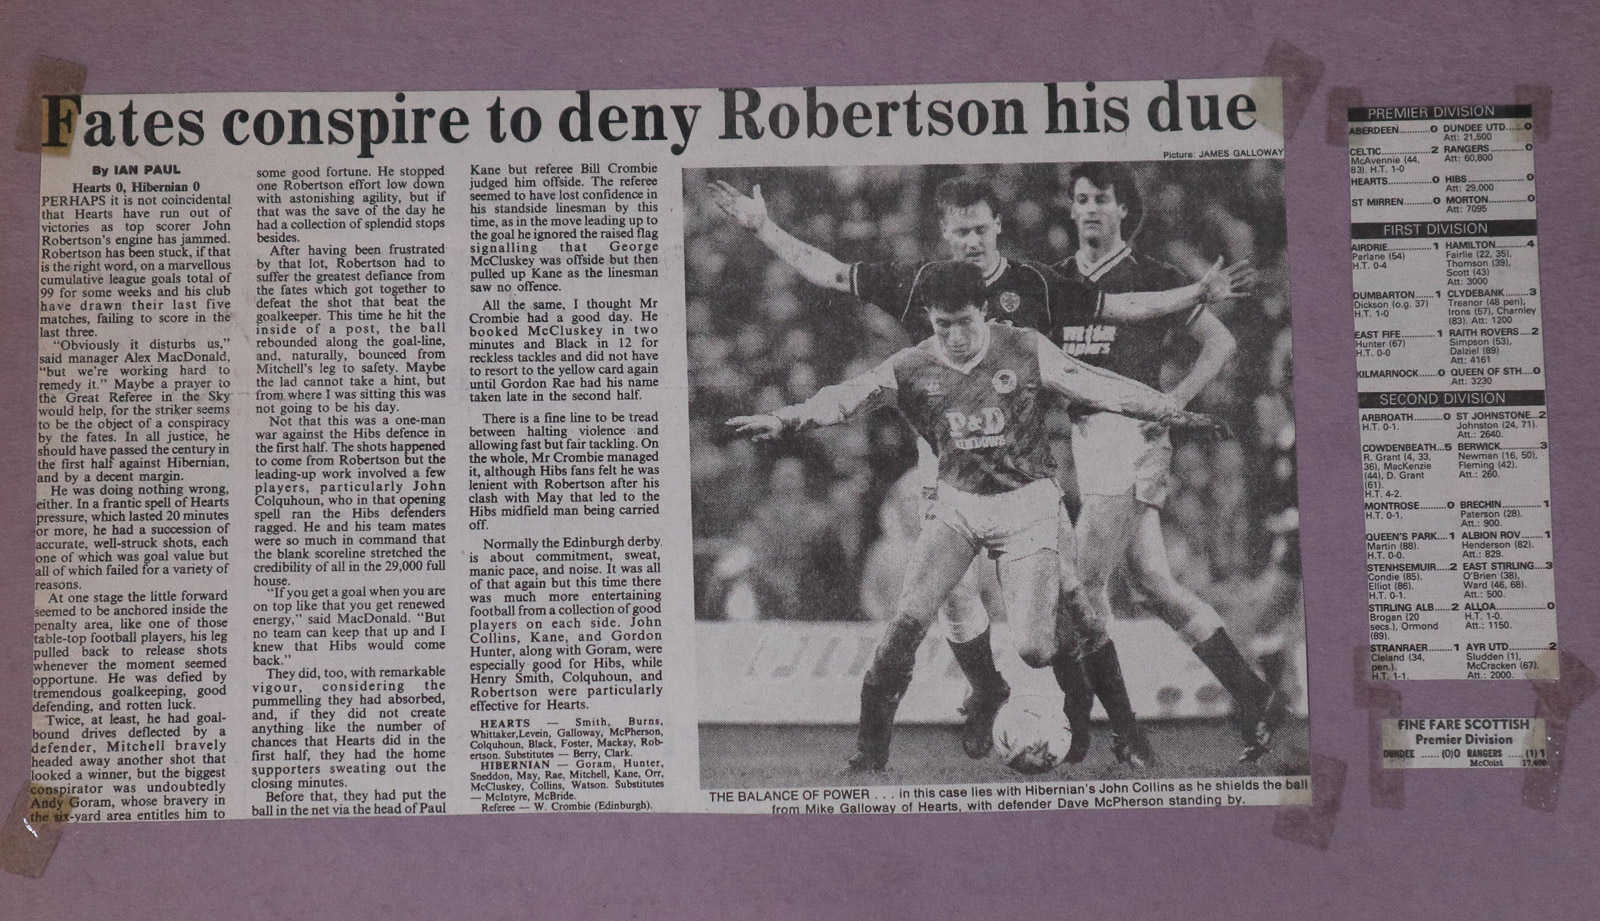 Fates conspire to deny Robertson his due
Picture: JAMES GALLOWAY
By IAN PAUL
Hearts 0, Hibernian 0
PERHAPS it is not coincidental
that Hearts have run out of
victories as top scorer John
Robertson's engine has jammed.
Robertson has been stuck, if that
is the right word, on a marvellous
cumulative league goals total of
99 for some weeks and his club
have drawn their last five
matches, failing to score in the
last three.
"Obviously it disturbs us,"
said manager Alex MacDonald,
"but we're working hard to
remedy it." Maybe a prayer to
the Great Referee in the Sky
would help, for the striker seems
to be the object of a conspiracy
by the fates. In all justice, he
should have passed the century in
the first half against Hibernian,
and by a decent margin.
He was doing nothing wrong,
either. In a frantic spell of Hearts
pressure, which lasted 20 minutes
or more, he had a succession of
accurate, well-struck shots, each
one of which was goal value but
all of which failed for a variety of
reasons.
At one stage the little forward
seemed to be anchored inside the
penalty area, like one of those
table-top football players, his leg
pulled back to release shots
whenever the moment seemed
opportune. He was defied by
tremendous goalkeeping, good
defending, and rotten luck.
Twice, at least, he had goal-
bound drives deflected by a
defender, Mitchell bravely
headed away another shot that
looked a winner, but the biggest
conspirator was undoubtedly
Andy Goram, whose bravery in
the six-yard area entitles him to
some good fortune. He stopped
one Robertson effort low down
with astonishing agility, but if
that was the save of the day he
had a collection of splendid stops
besides.
After having been frustrated
by that lot, Robertson had to
suffer the greatest defiance from
the fates which got together to
defeat the shot that beat the
goalkeeper. This time he hit the
inside of a post, the ball
rebounded along the goal-line,
and, naturally, bounced from
Mitchell's leg to safety. Maybe
the lad cannot take a hint, but
from where I was sitting this was
not going to be his day.
Not that this was a one-man
war against the Hibs defence in
the first half. The shots happened
to come from Robertson but the
leading-up work involved a few
players, particularly John
Colquhoun, who in that opening
spell ran the Hibs defenders
ragged. He and his team mates
were so much in command that
the blank scoreline stretched the
credibility of all in the 29,000 full
house.
"If you get a goal when you are
on top like that you get renewed
energy," said MacDonald. "But
no team can keep that up and I
knew that Hibs would come
back."
They did, too, with remarkable
vigour, considering the
pummelling they had absorbed,
and, if they did not create
anything like the number of
chances that Hearts did in the
first half, they had the home
supporters sweating out the
closing minutes.
Before that, they had put the
ball in the net via the head of Paul
Kane but referee Bill Crombie
judged him offside. The referee
seemed to have lost confidence in
his standside linesman by this
time, as in the move leading up to
the goal he ignored the raised flag
signalling that George
McCluskey was offside but then
pulled up Kane as the linesman
saw no offence.
All the same, I thought Mr
Crombie had a good day. He
booked McCluskey in two
minutes and Black in 12 for
reckless tackles and did not have
to resort to the yellow card again
until Gordon Rae had his name
taken late in the second half.
There is a fine line to be tread
between halting violence and
allowing fast but fair tackling. On
the whole, Mr Crombie managed
it, although Hibs fans felt he was
lenient with Robertson after his
clash with May that led to the
Hibs midfield man being carried
off.
Normally the Edinburgh derby
is about commitment, sweat,
manic pace, and noise. It was all
of that again but this time there
was much more entertaining
football from a collection of good
players on each side. John
Collins, Kane, and Gordon
Hunter, along with Goram, were
especially good for Hibs, while
Henry Smith, Colquhoun, and
Robertson were particularly
effective for Hearts.
HEARTS — Smith, Burns,
Whittaker, Levein, Galloway, McPherson,
Colquhoun, Black, Foster, Mackay, Rob-
ertson. Substitutes — Berry, Clark.
HIBERNIAN — Goram, Hunter,
Sneddon, May, Rae, Mitchell, Kane, Orr,
McCluskey, Collins, Watson. Substitutes
— McIntyre, McBride.
Referee — W. Crombie (Edinburgh).
P&D
WINDOWS
THE BALANCE OF POWER . . . in this case lies with Hibernian's John Collins as he shields the ball
from Mike Galloway of Hearts, with defender Dave McPherson standing by.
PREMIER DIVISION
ABERDEEN..........0 DUNDEE UTD......0
Att: 21,500
CELTIC................2 RANGERS...........0
McAvennie (44, Att: 60,800
83). H.T. 1-0
HEARTS..............0 HIBS...................0
Att: 29,000
ST MIRREN.........0 MORTON............0
Att: 7095
FIRST DIVISION
AIRDRIE..............1 HAMILTON.........4
Parlane (54) Fairlie (22, 35),
H.T. 0-4 Thomson (39),
Scott (43)
Att: 3000
DUMBARTON......1 CLYDEBANK.......3
Dickson (o.g. 37) Treanor (48 pen),
H.T. 1-0 Irons (57), Charnley
(83). Att: 1200
EAST FIFE..........1 RAITH ROVERS...2
Hunter (67) Simpson (53),
H.T. 0-0 Dalziel (89)
Att: 4161
KILMARNOCK.....0 QUEEN OF STH...0
Att: 3230
SECOND DIVISION
ARBROATH.........0 ST JOHNSTONE..2
H.T. 0-1. Johnston (24, 71).
Att.: 2640.
COWDENBEATH..5 BERWICK...........3
R. Grant (4, 33, Newman (16, 50),
36), MacKenzie Fleming (42).
(44), D. Grant Att.: 260.
(61).
H.T. 4-2.
MONTROSE.........0 BRECHIN............1
H.T. 0-1. Paterson (28).
Att.: 900.
QUEEN'S PARK...1 ALBION ROV......1
Martin (88). Henderson (82).
H.T. 0-0. Att.: 829.
STENHSEMUIR....2 EAST STIRLING...3
Condie (85). O'Brien (38),
Elliot (86). Ward (46, 68).
H.T. 0-1. Att.: 500.
STIRLING ALB.....2 ALLOA...............0
Brogan (20 H.T. 1-0.
secs.), Ormond Att.: 1150.
(89).
STRANRAER........1 AYR UTD............2
Cleland (34, Sludden (1),
pen.). McCracken (67).
H.T. 1-1. Att.: 2000.
FINE FARE SCOTTISH
Premier Division
DUNDEE ......(0)0 RANGERS .....(1) 1
McCoist 17,400